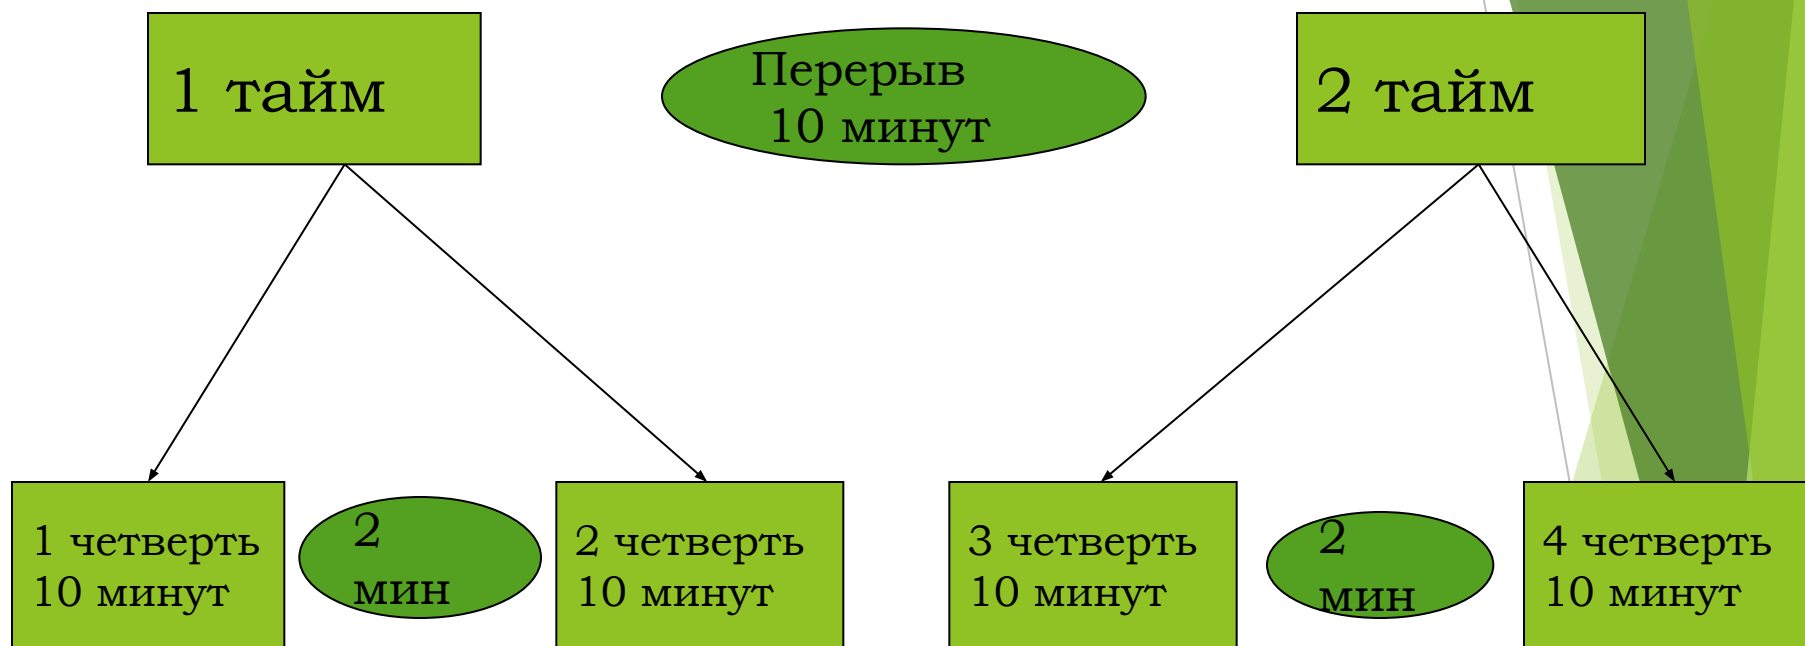 1 тайм
Перерыв
10 минут
2 тайм
1 четверть
10 минут
2
мин
2 четверть
10 минут
3 четверть
10 минут
2
мин
4 четверть
10 минут